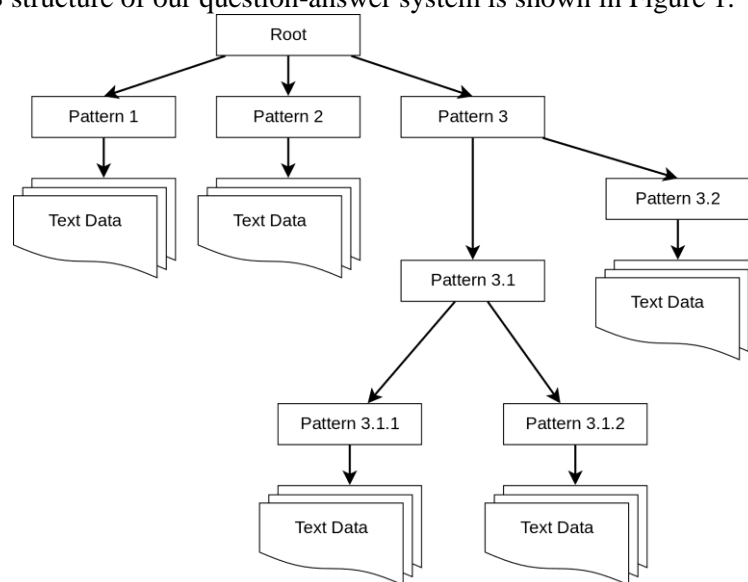 structure of our question-answer system is shown in Figure 1.
Root
Pattern 1
Pattern 2
Pattern 3
Text Data
Text Data
Pattern 3.2
Pattern 3.1
Text Data
Pattern 3.1.1
Pattern 3.1.2
Text Data
Text Data